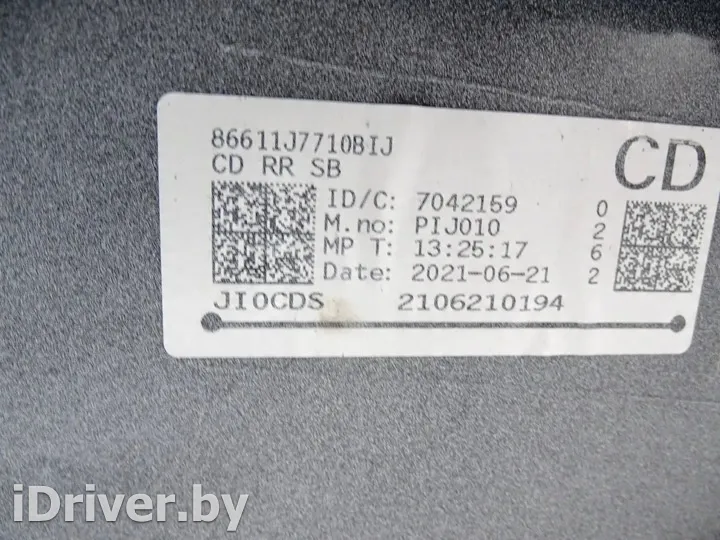 86611J7710BIJ
CD RR SB
CD
ID/C: 7042159
M.no: PIJ010
MP T: 13:25:17
Date: 2021-06-21
0
2
6
2
JI0CDS 2106210194
iDriver.by